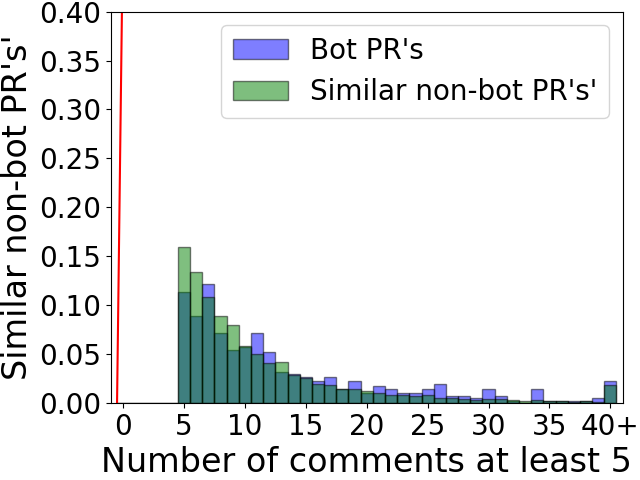 Similar non-bot PR's'
0.40
0.35
0.30
0.25
0.20
0.15
0.10
0.05
0.00
Bot PR's
Similar non-bot PR's'
0 5 10 15 20 25 30 35 40+
Number of comments at least 5